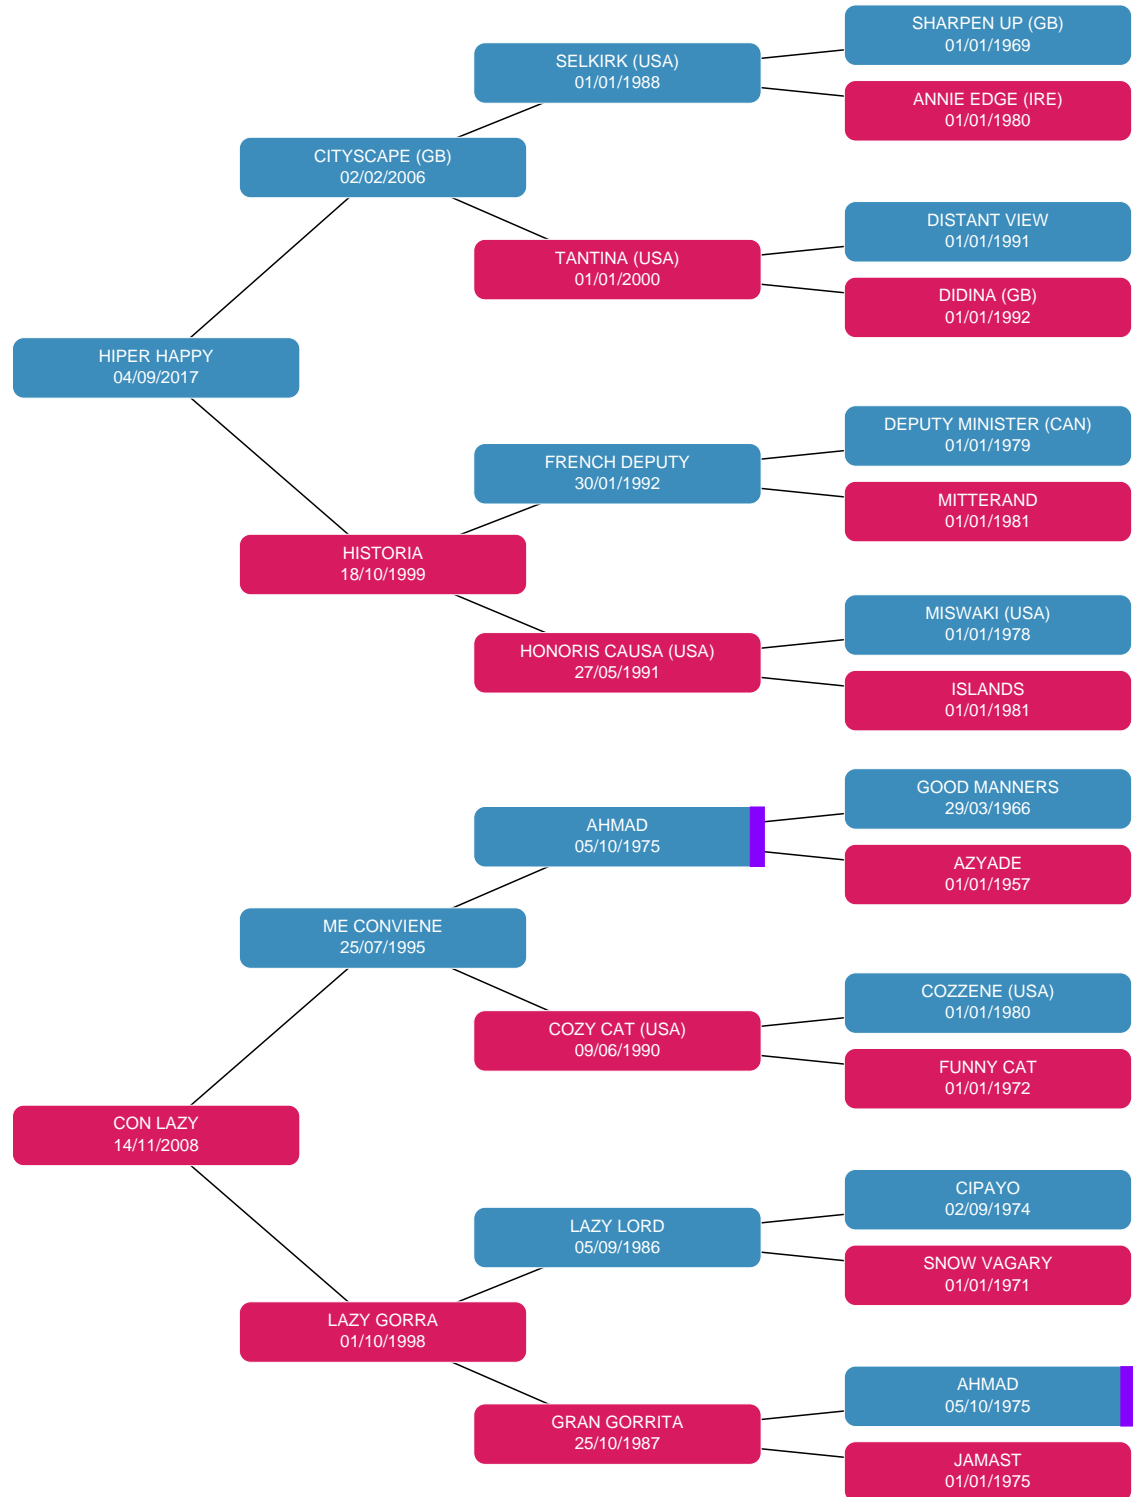 SHARPEN UP (GB)
01/01/1969
SELKIRK (USA)
01/01/1988
ANNIE EDGE (IRE)
01/01/1980
CITYSCAPE (GB)
02/02/2006
DISTANT VIEW
01/01/1991
TANTINA (USA)
01/01/2000
DIDINA (GB)
01/01/1992
HIPER HAPPY
04/09/2017
DEPUTY MINISTER (CAN)
01/01/1979
FRENCH DEPUTY
30/01/1992
MITTERAND
01/01/1981
HISTORIA
18/10/1999
MISWAKI (USA)
01/01/1978
HONORIS CAUSA (USA)
27/05/1991
ISLANDS
01/01/1981
GOOD MANNERS
29/03/1966
AHMAD
05/10/1975
AZYADE
01/01/1957
ME CONVIENE
25/07/1995
COZZENE (USA)
01/01/1980
COZY CAT (USA)
09/06/1990
FUNNY CAT
01/01/1972
CON LAZY
14/11/2008
CIPAYO
02/09/1974
LAZY LORD
05/09/1986
SNOW VAGARY
01/01/1971
LAZY GORRA
01/10/1998
AHMAD
05/10/1975
GRAN GORRITA
25/10/1987
JAMAST
01/01/1975